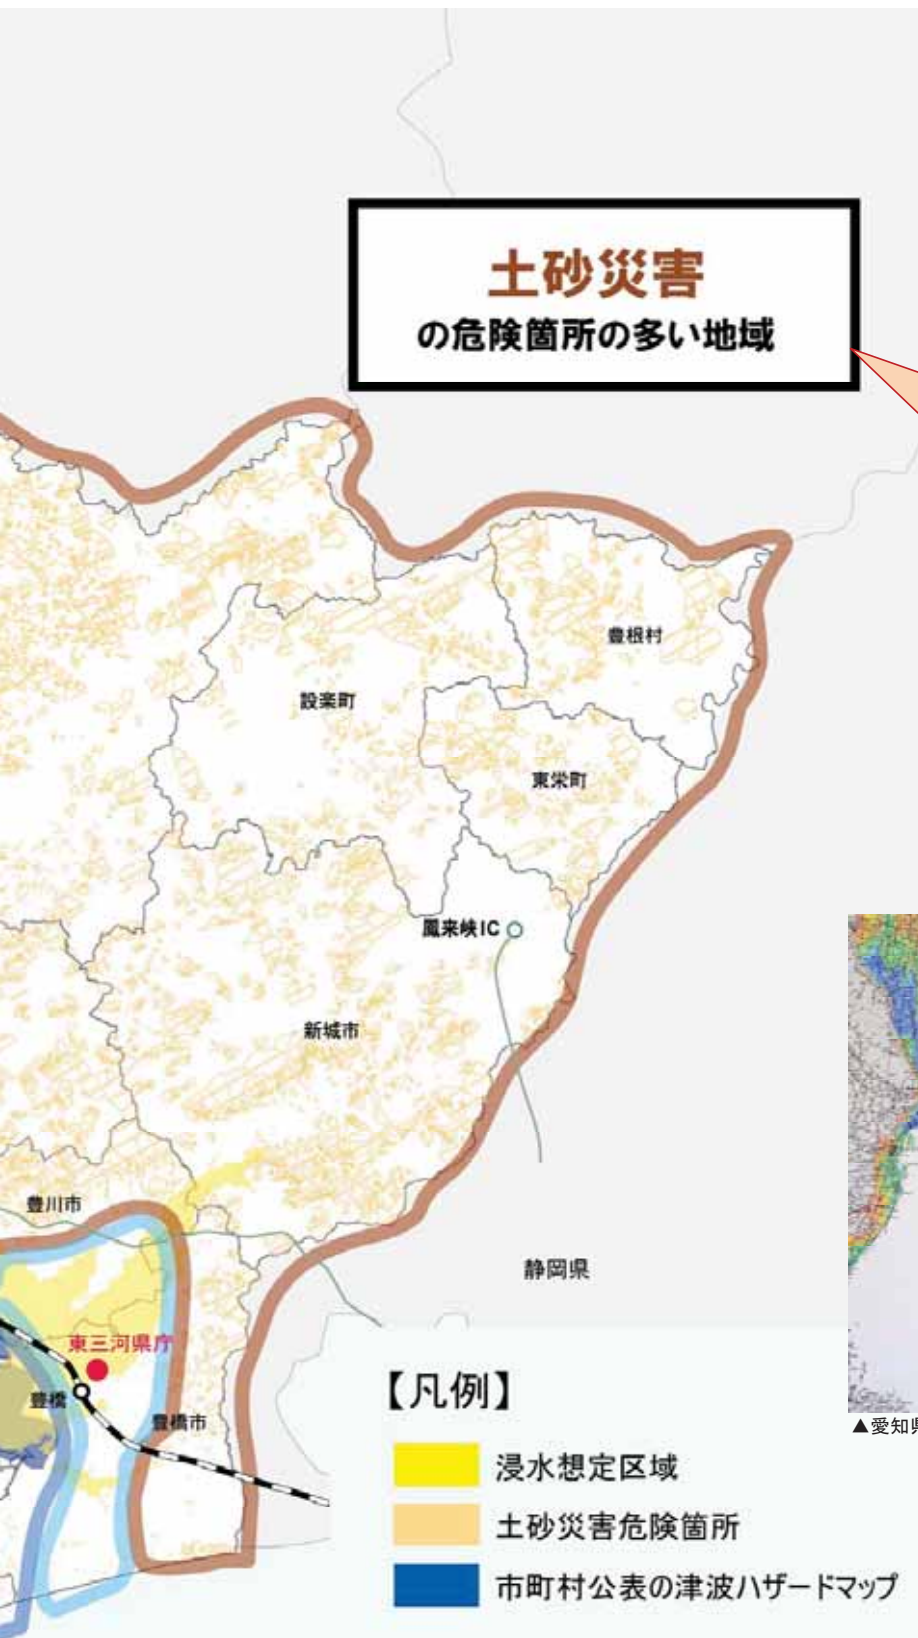 土砂災害
の危険箇所の多い地域
豊根村
設楽町
東栄町
鳳来峡IC
新城市
豊川市
静岡県
東三河県庁
豊橋
豊橋市
【凡例】
浸水想定区域
土砂災害危険箇所
市町村公表の津波ハザードマップ
▲愛知県